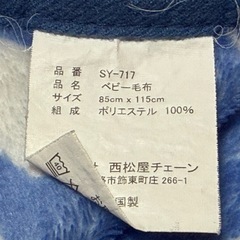 品番 SY-717
品名 ベビー毛布
サイズ 85cm x 115cm
組成 ポリエステル 100%
西松屋チェーン
市飾東町庄 266-1
国製